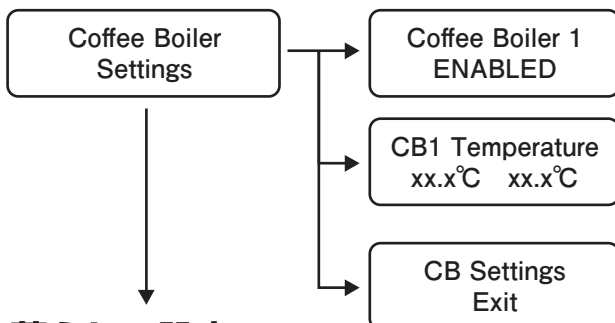 Coffee Boiler
Settings
Coffee Boiler 1
ENABLED
CB1 Temperature
xx.x℃ xx.x℃
CB Settings
Exit